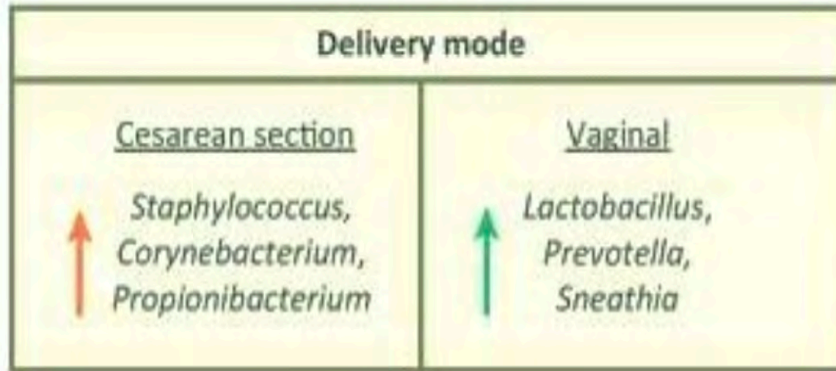 Delivery mode
Cesarean section
Staphylococcus,
Corynebacterium,
Propionibacterium
Vaginal
Lactobacillus,
Prevotella,
Sneathia